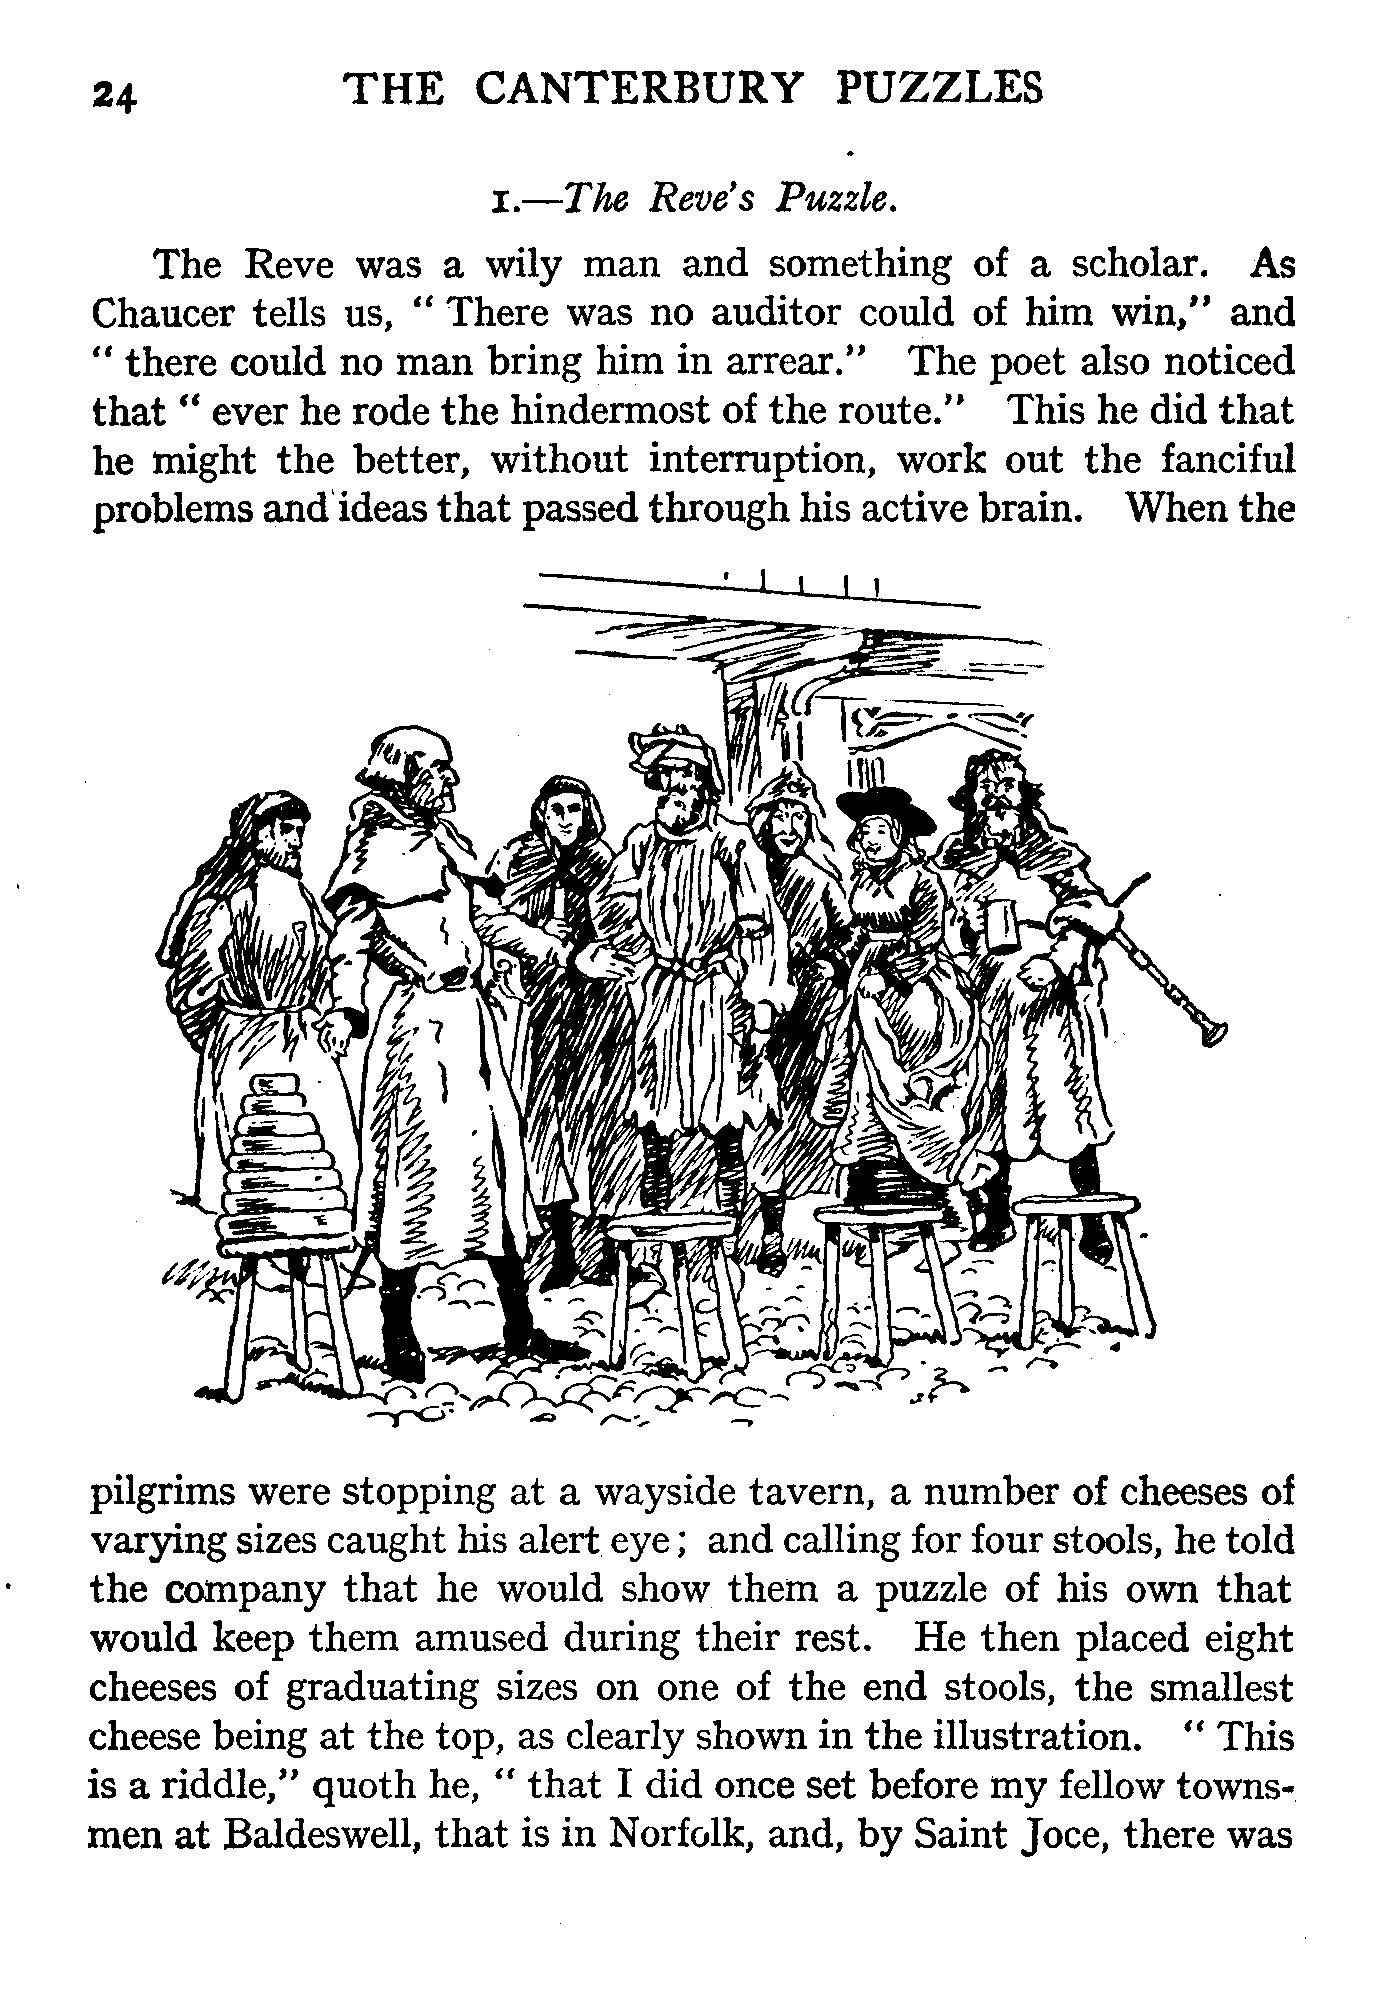 24 THE CANTERBURY PUZZLES
1.—The Reve's Puzzle.
The Reve was a wily man and something of a scholar. As
Chaucer tells us, “ There was no auditor could of him win,” and
“ there could no man bring him in arrear.” The poet also noticed
that “ ever he rode the hindermost of the route.” This he did that
he might the better, without interruption, work out the fanciful
problems and ideas that passed through his active brain. When the
pilgrims were stopping at a wayside tavern, a number of cheeses of
varying sizes caught his alert eye ; and calling for four stools, he told
the company that he would show them a puzzle of his own that
would keep them amused during their rest. He then placed eight
cheeses of graduating sizes on one of the end stools, the smallest
cheese being at the top, as clearly shown in the illustration. “ This
is a riddle,” quoth he, “ that I did once set before my fellow towns-
men at Baldeswell, that is in Norfolk, and, by Saint Joce, there was